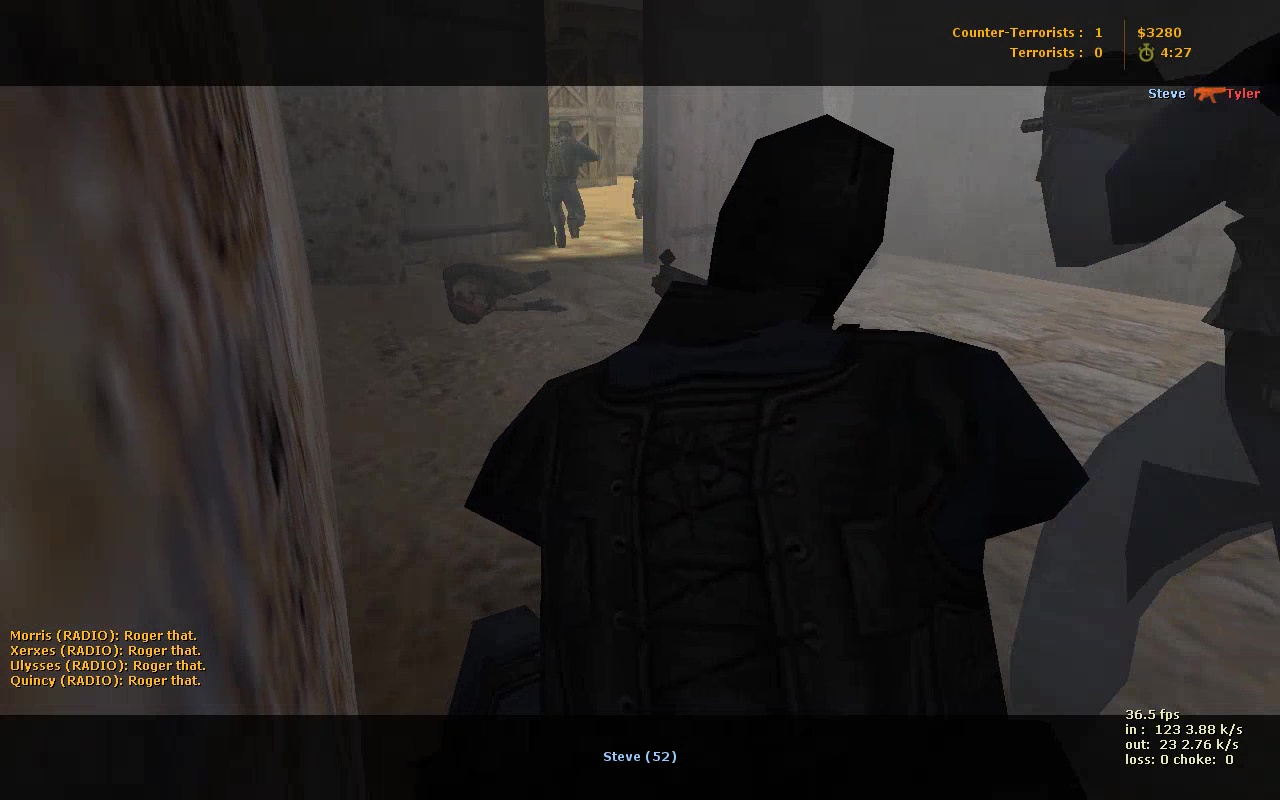 Counter-Terrorists :  1
$3280
Terrorists :  0
4:27
Steve Tyler
Morris (RADIO): Roger that.
Xerxes (RADIO): Roger that.
Ulysses (RADIO): Roger that.
Quincy (RADIO): Roger that.
36.5 fps
in :  123 3.88 k/s
out:  23 2.76 k/s
loss: 0 choke:  0
Steve (52)